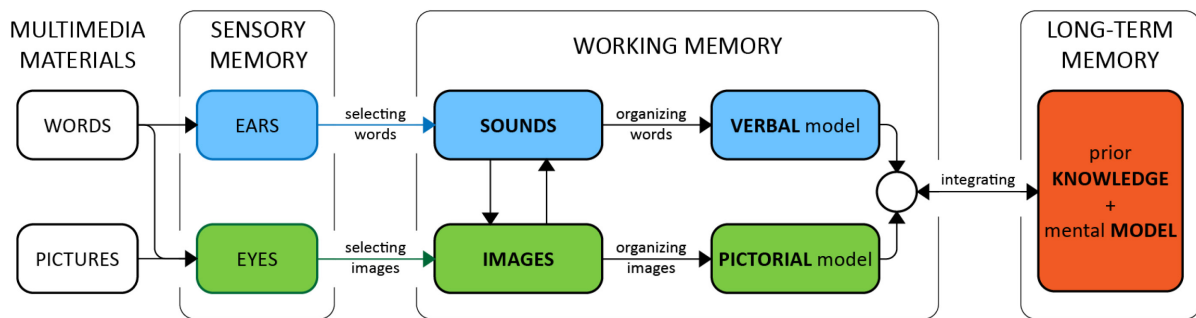 MULTIMEDIA
MATERIALS
SENSORY
MEMORY
WORKING MEMORY
LONG-TERM
MEMORY
WORDS
EARS
selecting
words
SOUNDS
organizing
words
VERBAL model
integrating
prior
KNOWLEDGE
+
mental MODEL
PICTURES
EYES
selecting
images
IMAGES
organizing
images
PICTORIAL model